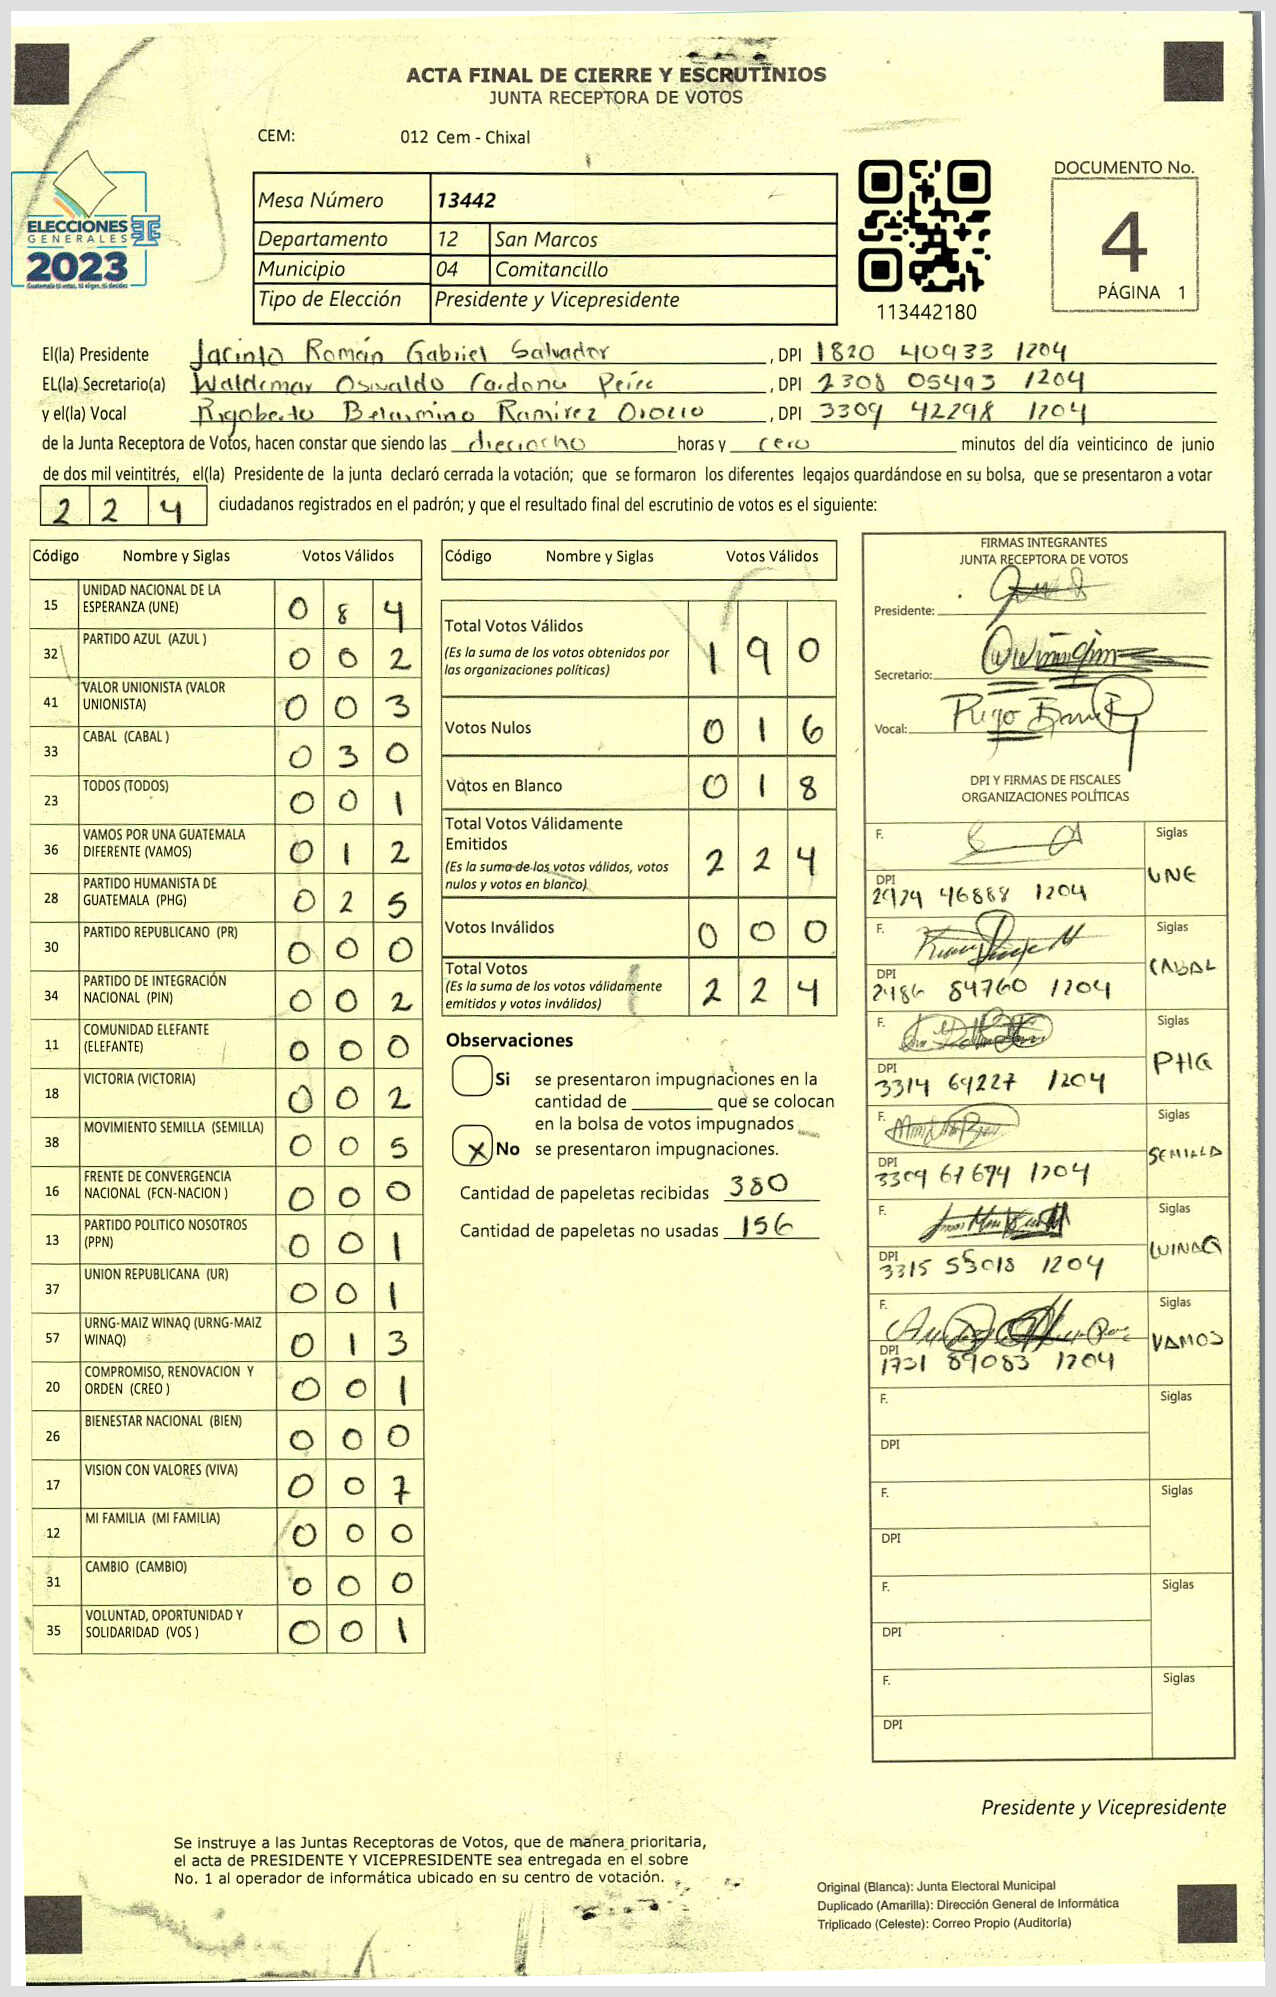 ACTA FINAL DE CIERRE Y ESCRUTINIOS
JUNTA RECEPTORA DE VOTOS
CEM: 012 Cem - Chixal
ELECCIONES
GENERALES
2023
Guatemala tú votas, tú eliges, tú decides
Mesa Número 13442
Departamento 12 San Marcos
Municipio 04 Comitancillo
Tipo de Elección Presidente y Vicepresidente
113442180
DOCUMENTO No.
4
PÁGINA 1
El(la) Presidente Jacinto Román Gabriel Salvador, DPI 1820 40933 1204
EL(la) Secretario(a) Waldemar Oswaldo Cardona, DPI 2308 05493 1204
y el(la) Vocal Rigoberto Belarmino Ramirez Orozco, DPI 3309 42298 1204
de la Junta Receptora de Votos, hacen constar que siendo las dieciocho horas y cero minutos del día veinticinco de junio
de dos mil veintitrés, el(la) Presidente de la junta declaró cerrada la votación; que se formaron los diferentes legajos guardándose en su bolsa, que se presentaron a votar
224 ciudadanos registrados en el padrón; y que el resultado final del escrutinio de votos es el siguiente:
Código Nombre y Siglas Votos Válidos
15 UNIDAD NACIONAL DE LA ESPERANZA (UNE) 0 8 4
32 PARTIDO AZUL (AZUL ) 0 0 2
41 VALOR UNIONISTA (VALOR UNIONISTA) 0 0 3
33 CABAL (CABAL ) 0 3 0
23 TODOS (TODOS) 0 0 1
36 VAMOS POR UNA GUATEMALA DIFERENTE (VAMOS) 0 1 2
28 PARTIDO HUMANISTA DE GUATEMALA (PHG) 0 2 5
30 PARTIDO REPUBLICANO (PR) 0 0 0
34 PARTIDO DE INTEGRACIÓN NACIONAL (PIN) 0 0 2
11 COMUNIDAD ELEFANTE (ELEFANTE) 0 0 0
18 VICTORIA (VICTORIA) 0 0 2
38 MOVIMIENTO SEMILLA (SEMILLA) 0 0 5
16 FRENTE DE CONVERGENCIA NACIONAL (FCN-NACION ) 0 0 0
13 PARTIDO POLITICO NOSOTROS (PPN) 0 0 1
37 UNION REPUBLICANA (UR) 0 0 1
57 URNG-MAIZ WINAQ (URNG-MAIZ WINAQ) 0 1 3
20 COMPROMISO, RENOVACION Y ORDEN (CREO ) 0 0 1
26 BIENESTAR NACIONAL (BIEN) 0 0 0
17 VISION CON VALORES (VIVA) 0 0 7
12 MI FAMILIA (MI FAMILIA) 0 0 0
31 CAMBIO (CAMBIO) 0 0 0
35 VOLUNTAD, OPORTUNIDAD Y SOLIDARIDAD (VOS ) 0 0 1
Código Nombre y Siglas Votos Válidos
Total Votos Válidos 1 9 0
(Es la suma de los votos obtenidos por
las organizaciones políticas)
Votos Nulos 0 1 6
Votos en Blanco 0 1 8
Total Votos Válidamente
Emitidos 2 2 4
(Es la suma de los votos válidos, votos
nulos y votos en blanco)
Votos Inválidos 0 0 0
Total Votos 2 2 4
(Es la suma de los votos válidamente
emitidos y votos inválidos)
Observaciones
Si se presentaron impugnaciones en la
cantidad de ________ que se colocan
en la bolsa de votos impugnados
X No se presentaron impugnaciones.
Cantidad de papeletas recibidas 380
Cantidad de papeletas no usadas 156
FIRMAS INTEGRANTES
JUNTA RECEPTORA DE VOTOS
Presidente:
Secretario:
Vocal:
DPI Y FIRMAS DE FISCALES
ORGANIZACIONES POLÍTICAS
F. Siglas UNE
DPI 46888 1204
F. Siglas CABAL
DPI 2486 84760 1204
F. Siglas PHG
DPI 3314 69227 1204
F. Siglas SEMILLA
DPI 3309 67694 1204
F. Siglas WINAQ
DPI 3315 53018 1204
F. Siglas VAMOS
DPI 1731 89083 1204
F. Siglas
DPI
F. Siglas
DPI
F. Siglas
DPI
F. Siglas
DPI
Presidente y Vicepresidente
Se instruye a las Juntas Receptoras de Votos, que de manera prioritaria,
el acta de PRESIDENTE Y VICEPRESIDENTE sea entregada en el sobre
No. 1 al operador de informática ubicado en su centro de votación.
Original (Blanca): Junta Electoral Municipal
Duplicado (Amarilla): Dirección General de Informática
Triplicado (Celeste): Correo Propio (Auditoría)